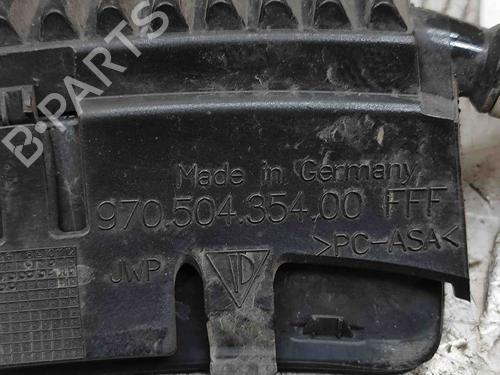 B-PARTS
Made in Germany
970.504.354.00 FFF
>PC-ASA<
JWP